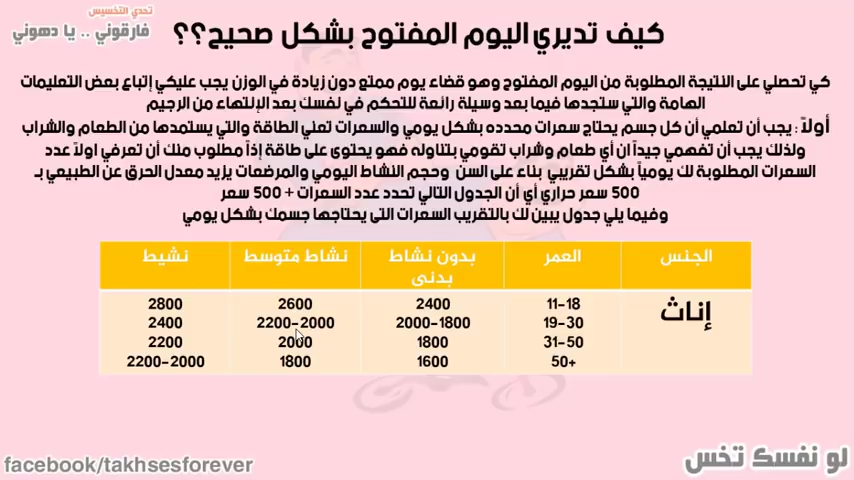 تحدي التخسيس
فارقوني .. يا دهوني
كيف تديري اليوم المفتوح بشكل صحيح؟؟
كي تحصلي على النتيجة المطلوبة من اليوم المفتوح وهو قضاء يوم ممتع دون زيادة في الوزن يجب عليكي إتباع بعض التعليمات
الهامة والتي ستجدها فيما بعد وسيلة رائعة للتحكم في نفسك بعد الإنتهاء من الرجيم
أولاً : يجب أن تعلمي أن كل جسم يحتاج سعرات محدده بشكل يومي والسعرات تعني الطاقة والتي يستمدها من الطعام والشراب
ولذلك يجب أن تفهمي جيداً ان أي طعام وشراب تقومي بتناوله فهو يحتوى على طاقة إذاً مطلوب منك أن تعرفي اولاً عدد
السعرات المطلوبة لك يومياً بشكل تقريبي بناء على السن وحجم النشاط اليومي والمرضعات يزيد معدل الحرق عن الطبيعي بـ
500 سعر حراري أي أن الجدول التالي تحدد عدد السعرات + 500 سعر
وفيما يلي جدول يبين لك بالتقريب السعرات التى يحتاجها جسمك بشكل يومي
الجنس العمر بدون نشاط بدنى نشاط متوسط نشيط
إناث 11-18 2400 2600 2800
19-30 1800-2000 2000-2200 2400
31-50 1800 2000 2200
50+ 1600 1800 2000-2200
facebook/takhsesforever
لو نفسك تخس